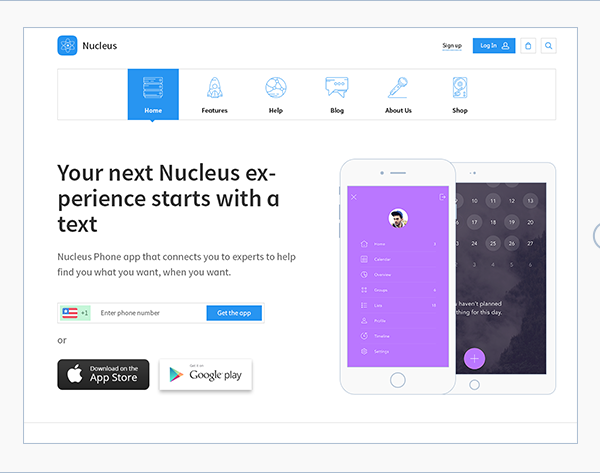 Nucleus
Sign up
Log In
Home
Features
Help
Blog
About Us
Shop
Your next Nucleus ex-
perience starts with a
text
Nucleus Phone app that connects you to experts to help
find you what you want, when you want.
+1
Enter phone number
Get the app
or
Download on the
App Store
Get it on
Google play
Home
Calendar
Overview
Groups
Lists
Profile
Timeline
Settings
10 11 12 13
17 18 19 20
24 25 26 27
haven't planned
thing for this day.